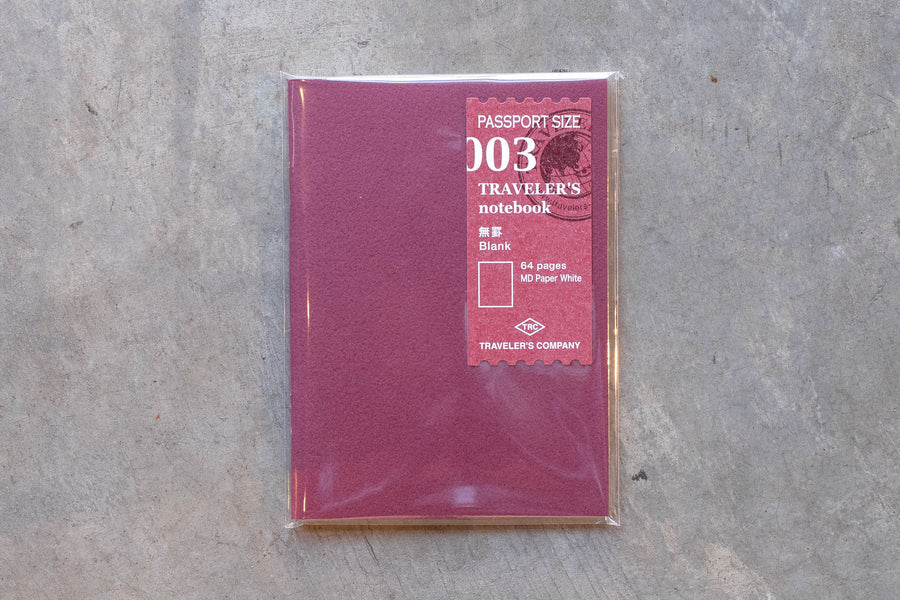 PASSPORT SIZE
003
TRAVELER'S
notebook
無罫
Blank
64 pages
MD Paper White
TRC
TRAVELER'S COMPANY